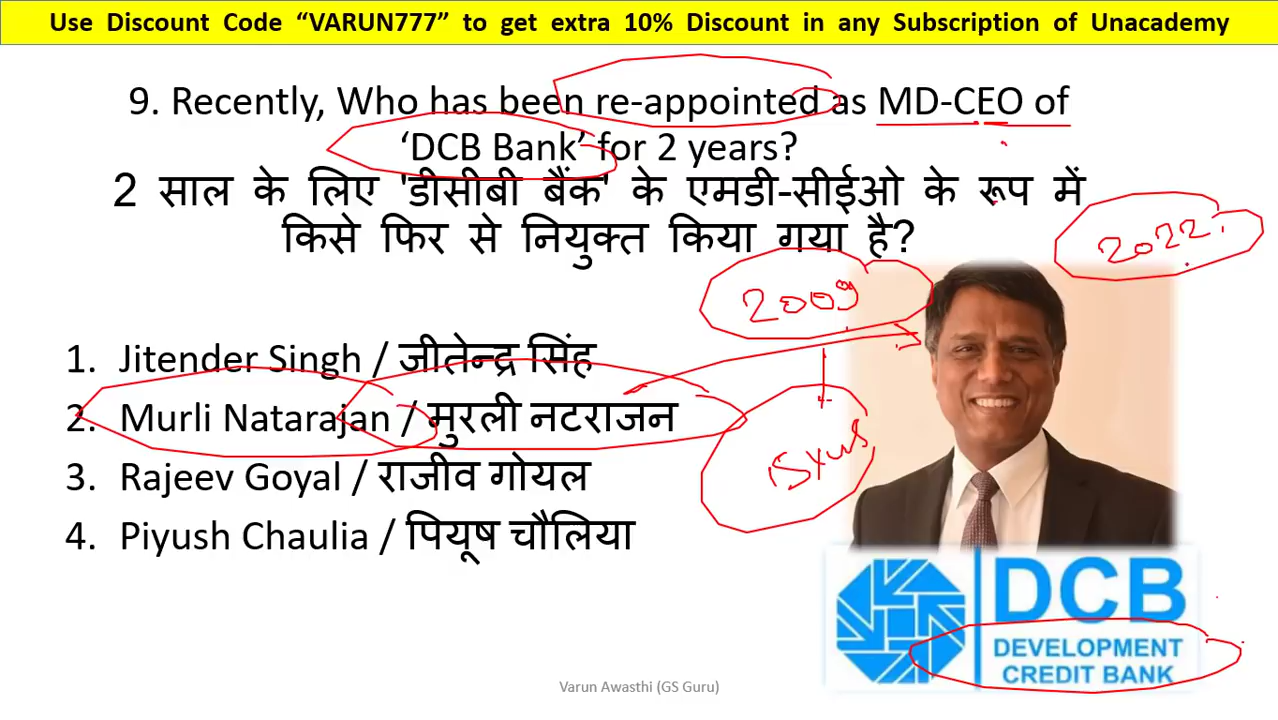 Use Discount Code “VARUN777” to get extra 10% Discount in any Subscription of Unacademy
9. Recently, Who has been re-appointed as MD-CEO of
‘DCB Bank’ for 2 years?
2 साल के लिए 'डीसीबी बैंक' के एमडी-सीईओ के रूप में
किसे फिर से नियुक्त किया गया है?
2022
2009
1. Jitender Singh / जीतेन्द्र सिंह
2. Murli Natarajan / मुरली नटराजन
15
3. Rajeev Goyal / राजीव गोयल
4. Piyush Chaulia / पियूष चौलिया
DCB
DEVELOPMENT
CREDIT BANK
Varun Awasthi (GS Guru)